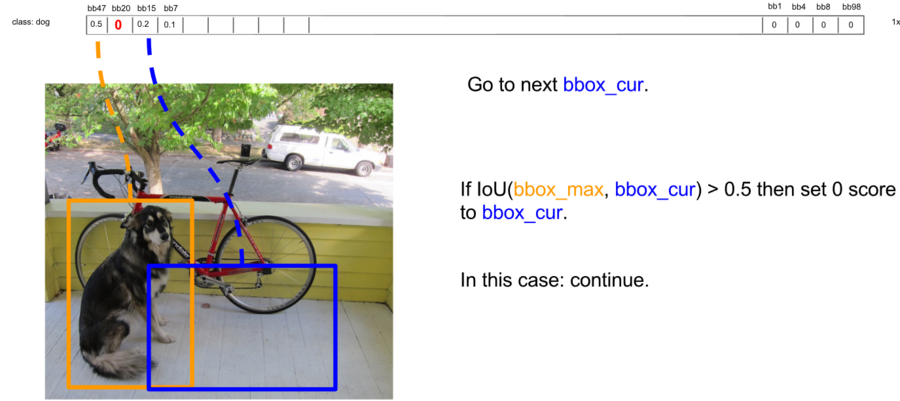 bb47 bb20 bb15 bb7 bb1 bb4 bb8 bb98
class: dog 0.5 0 0.2 0.1 0 0 0 0 1x
Go to next bbox_cur.
If IoU(bbox_max, bbox_cur) > 0.5 then set 0 score
to bbox_cur.
In this case: continue.